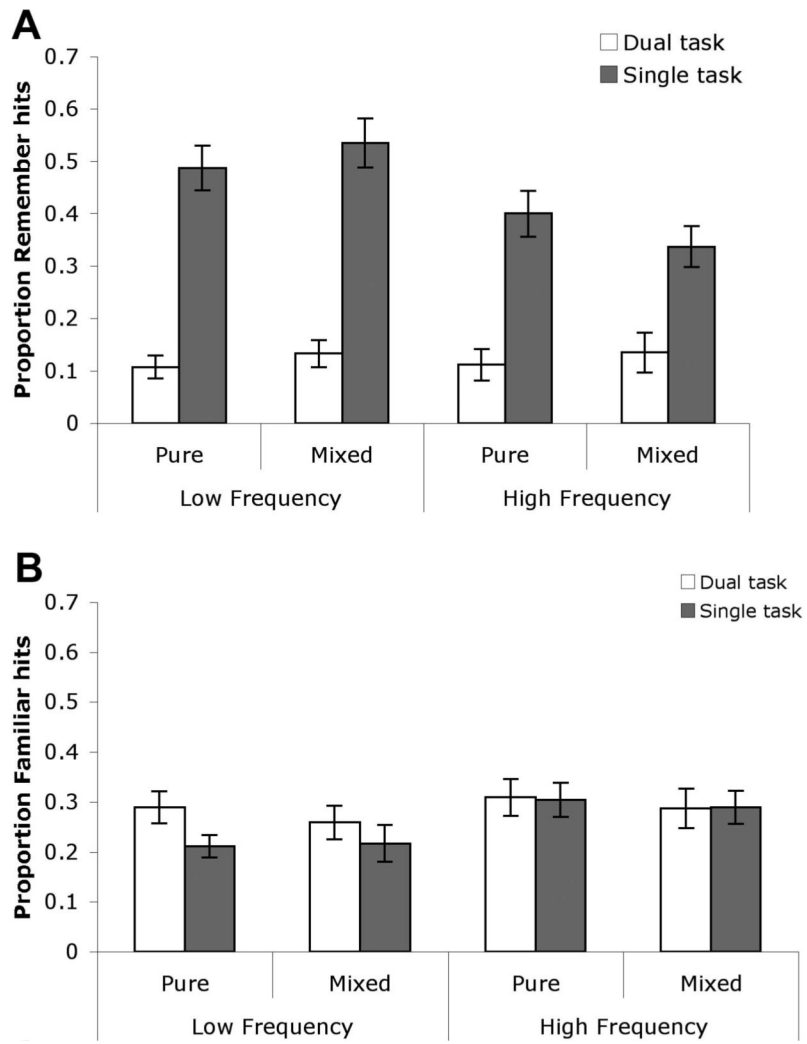 A
Dual task
Single task
Proportion Remember hits
0.7
0.6
0.5
0.4
0.3
0.2
0.1
0
Pure Mixed Pure Mixed
Low Frequency High Frequency
B
Dual task
Single task
Proportion Familiar hits
0.7
0.6
0.5
0.4
0.3
0.2
0.1
0
Pure Mixed Pure Mixed
Low Frequency High Frequency